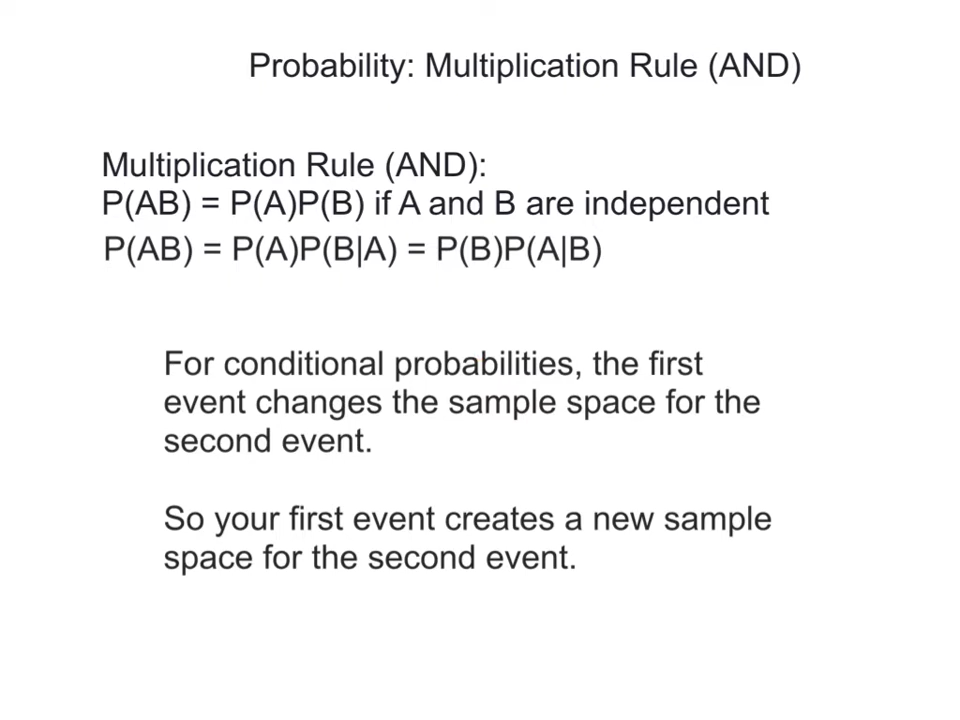 Probability: Multiplication Rule (AND)
Multiplication Rule (AND):
P(AB) = P(A)P(B) if A and B are independent
P(AB) = P(A)P(B|A) = P(B)P(A|B)
For conditional probabilities, the first
event changes the sample space for the
second event.
So your first event creates a new sample
space for the second event.